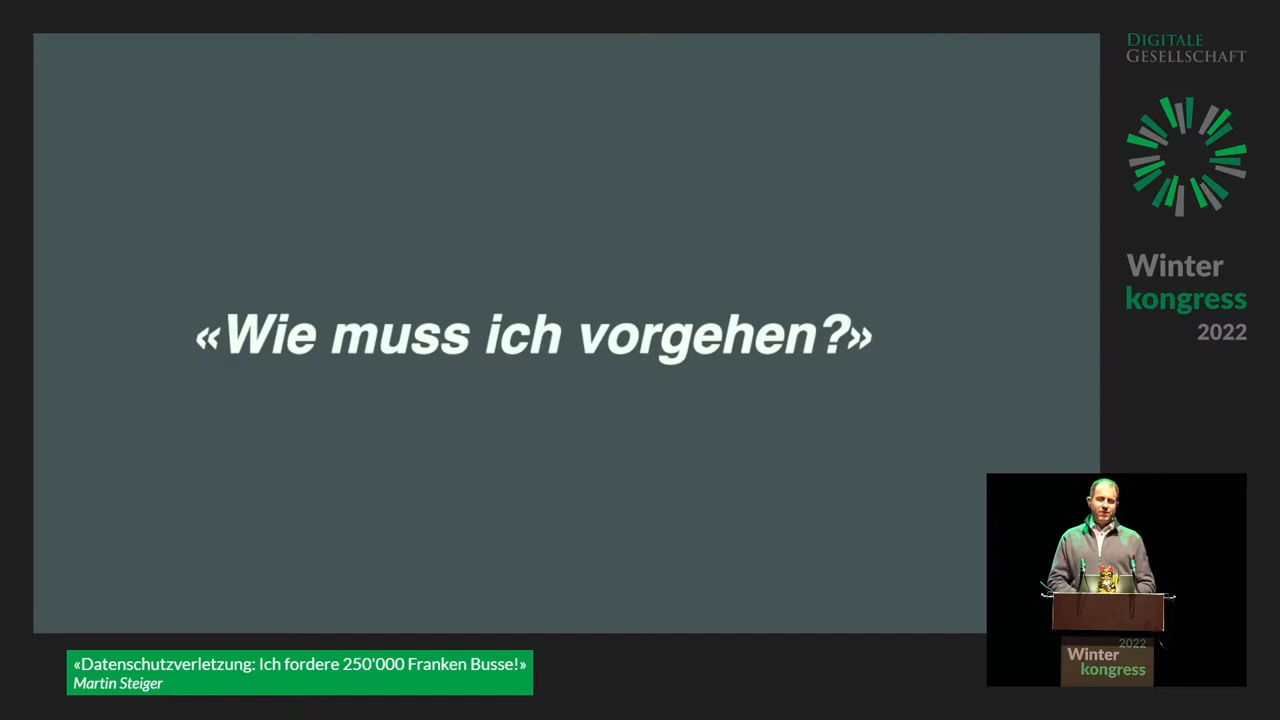 DIGITALE
GESELLSCHAFT
Winter
kongress
2022
«Wie muss ich vorgehen?»
2022
Winter
kongress
«Datenschutzverletzung: Ich fordere 250'000 Franken Busse!»
Martin Steiger